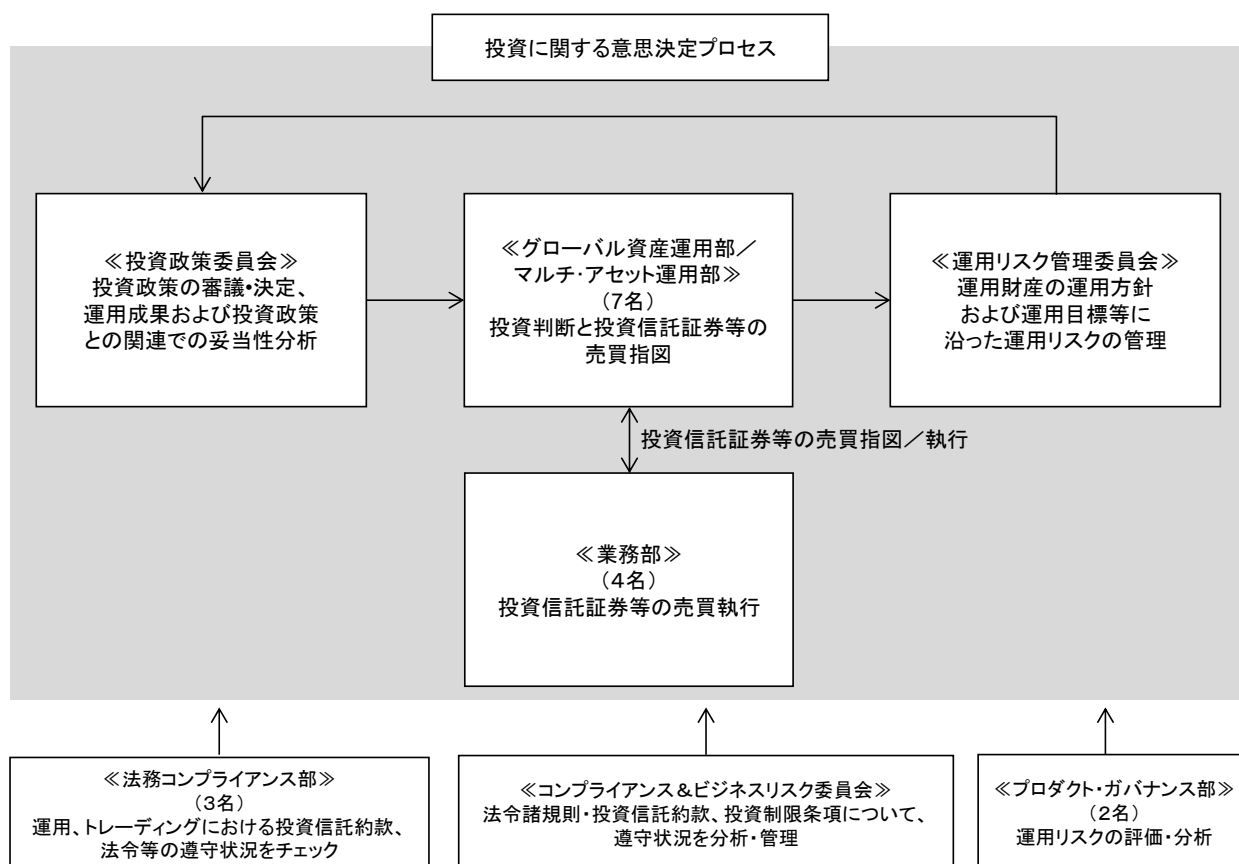 投資に関する意思決定プロセス
≪投資政策委員会≫
投資政策の審議・決定、
運用成果および投資政策
との関連での妥当性分析
≪グローバル資産運用部／
マルチ・アセット運用部≫
（7名）
投資判断と投資信託証券等の
売買指図
≪運用リスク管理委員会≫
運用財産の運用方針
および運用目標等に
沿った運用リスクの管理
投資信託証券等の売買指図／執行
≪業務部≫
（4名）
投資信託証券等の売買執行
≪法務コンプライアンス部≫
（3名）
運用、トレーディングにおける投資信託約款、
法令等の遵守状況をチェック
≪コンプライアンス＆ビジネスリスク委員会≫
法令諸規則・投資信託約款、投資制限条項について、
遵守状況を分析・管理
≪プロダクト・ガバナンス部≫
（2名）
運用リスクの評価・分析